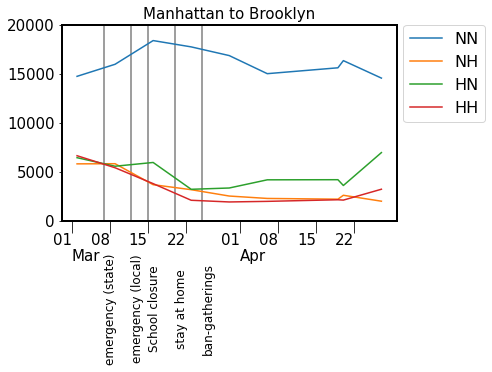 Manhattan to Brooklyn
20000
15000
10000
5000
0
NN
NH
HN
HH
01 08 15 22 01 08 15 22
Mar Apr
emergency (state)
emergency (local)
School closure
stay at home
ban-gatherings